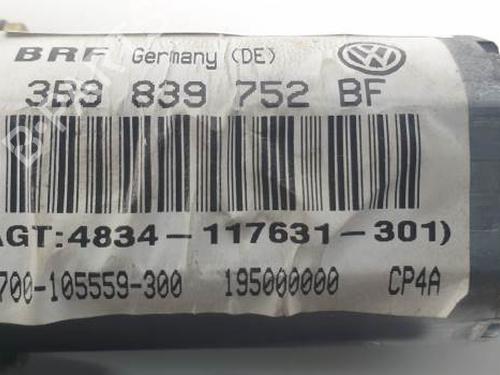 BRF Germany (DE)
3B9 839 752 BF
AGT:4834-117631-301)
700-105559-300 195000000 CP4A